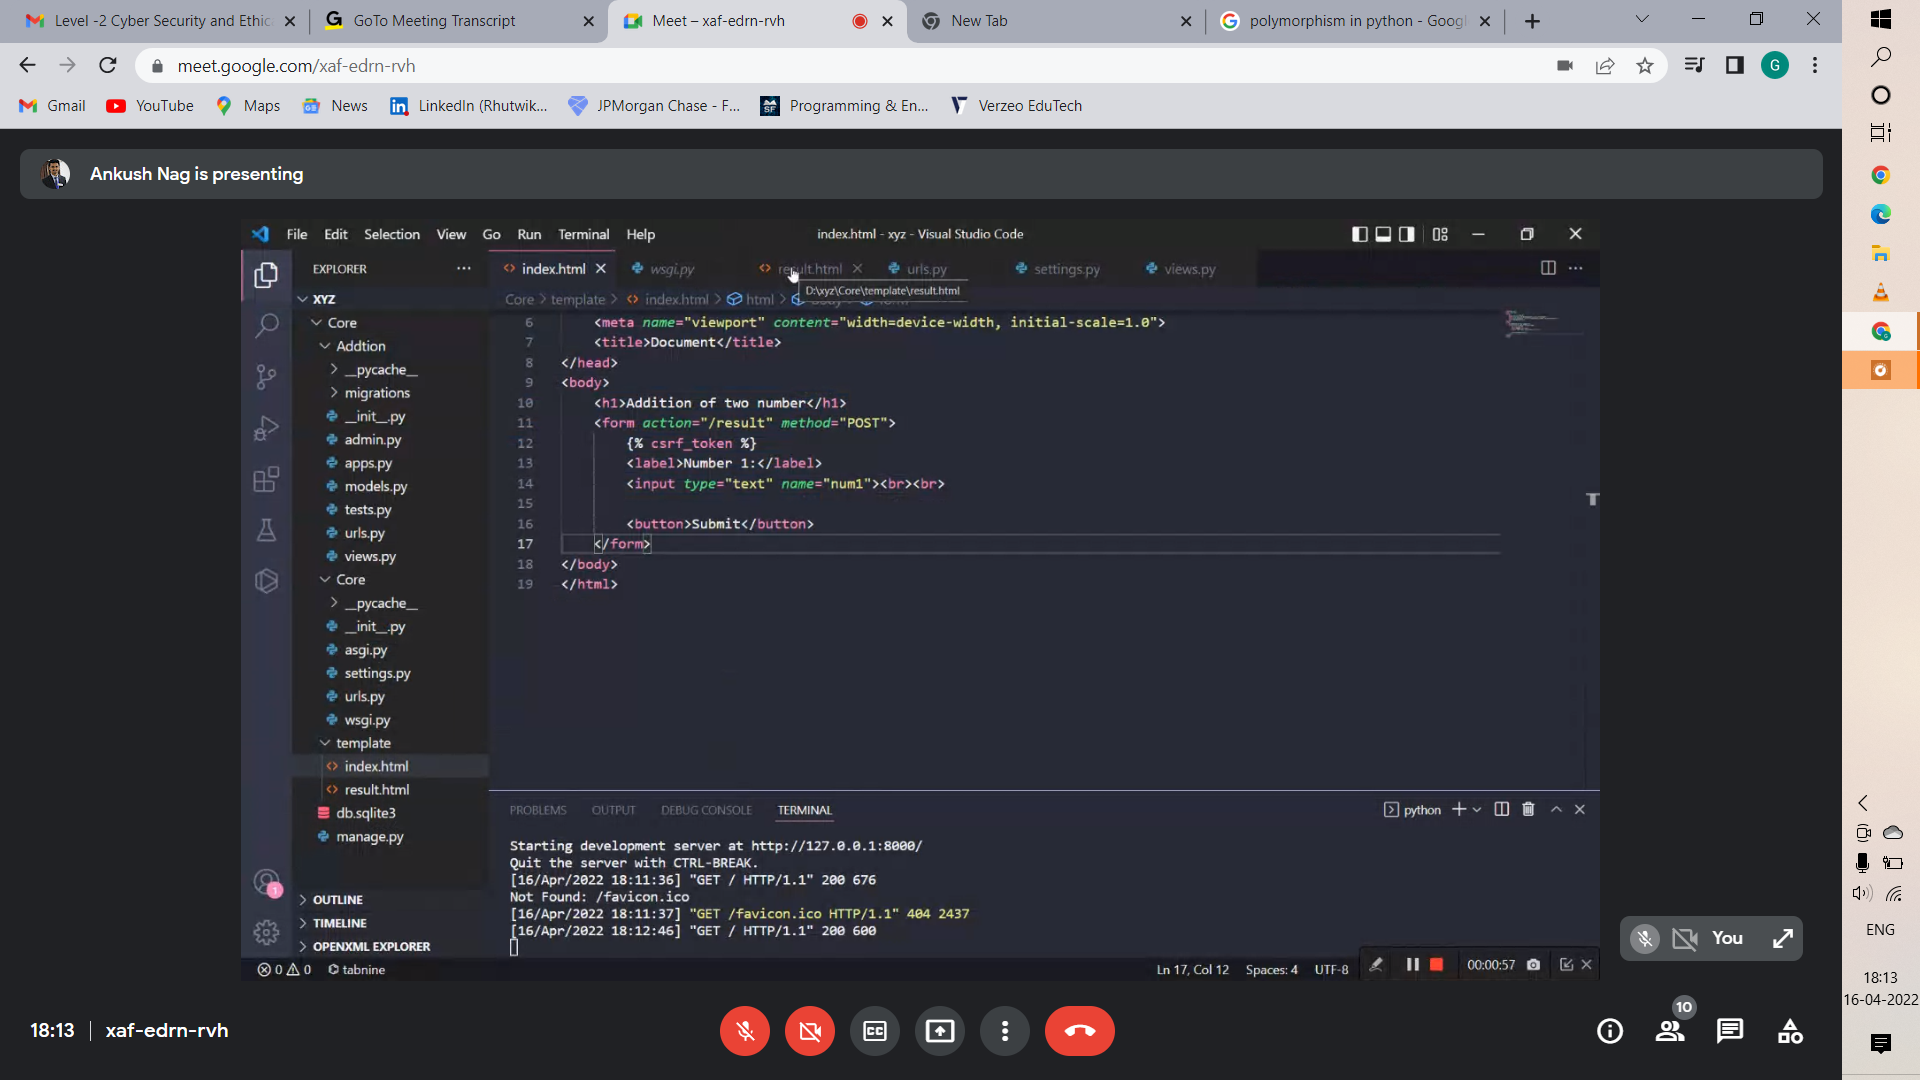 Level -2 Cyber Security and Ethic
GoTo Meeting Transcript
Meet – xaf-edrn-rvh
New Tab
polymorphism in python - Googl
meet.google.com/xaf-edrn-rvh
G
Gmail
YouTube
Maps
News
LinkedIn (Rhutwik...
JPMorgan Chase - F...
Programming & En...
Verzeo EduTech
Ankush Nag is presenting
File Edit Selection View Go Run Terminal Help
index.html - xyz - Visual Studio Code
EXPLORER
index.html
wsgi.py
result.html
urls.py
settings.py
views.py
D:\xyz\Core\template\result.html
Core > template > index.html > html >
XYZ
Core
Addtion
__pycache__
migrations
__init__.py
admin.py
apps.py
models.py
tests.py
urls.py
views.py
Core
__pycache__
__init__.py
asgi.py
settings.py
urls.py
wsgi.py
template
index.html
result.html
db.sqlite3
manage.py
OUTLINE
TIMELINE
OPENXML EXPLORER
1
6 <meta name="viewport" content="width=device-width, initial-scale=1.0">
7 <title>Document</title>
8 </head>
9 <body>
10 <h1>Addition of two number</h1>
11 <form action="/result" method="POST">
12 {% csrf_token %}
13 <label>Number 1:</label>
14 <input type="text" name="num1"><br><br>
15
16 <button>Submit</button>
17 </form>
18 </body>
19 </html>
PROBLEMS OUTPUT DEBUG CONSOLE TERMINAL
python
Starting development server at http://127.0.0.1:8000/
Quit the server with CTRL-BREAK.
[16/Apr/2022 18:11:36] "GET / HTTP/1.1" 200 676
Not Found: /favicon.ico
[16/Apr/2022 18:11:37] "GET /favicon.ico HTTP/1.1" 404 2437
[16/Apr/2022 18:12:46] "GET / HTTP/1.1" 200 600
0 0 tabnine
Ln 17, Col 12 Spaces: 4 UTF-8
00:00:57
You
18:13 | xaf-edrn-rvh
CC
10
ENG
18:13
16-04-2022